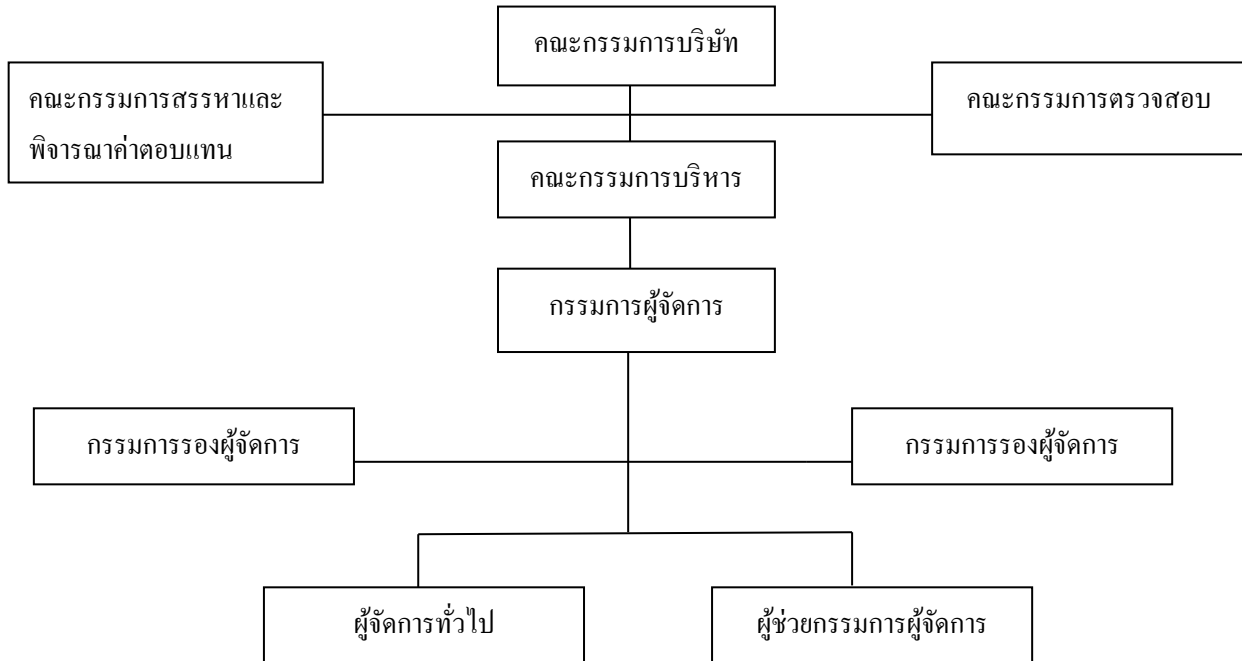 คณะกรรมการบริษัท
คณะกรรมการสรรหาและ
พิจารณาค่าตอบแทน
คณะกรรมการตรวจสอบ
คณะกรรมการบริหาร
กรรมการผู้จัดการ
กรรมการรองผู้จัดการ
กรรมการรองผู้จัดการ
ผู้จัดการทั่วไป
ผู้ช่วยกรรมการผู้จัดการ